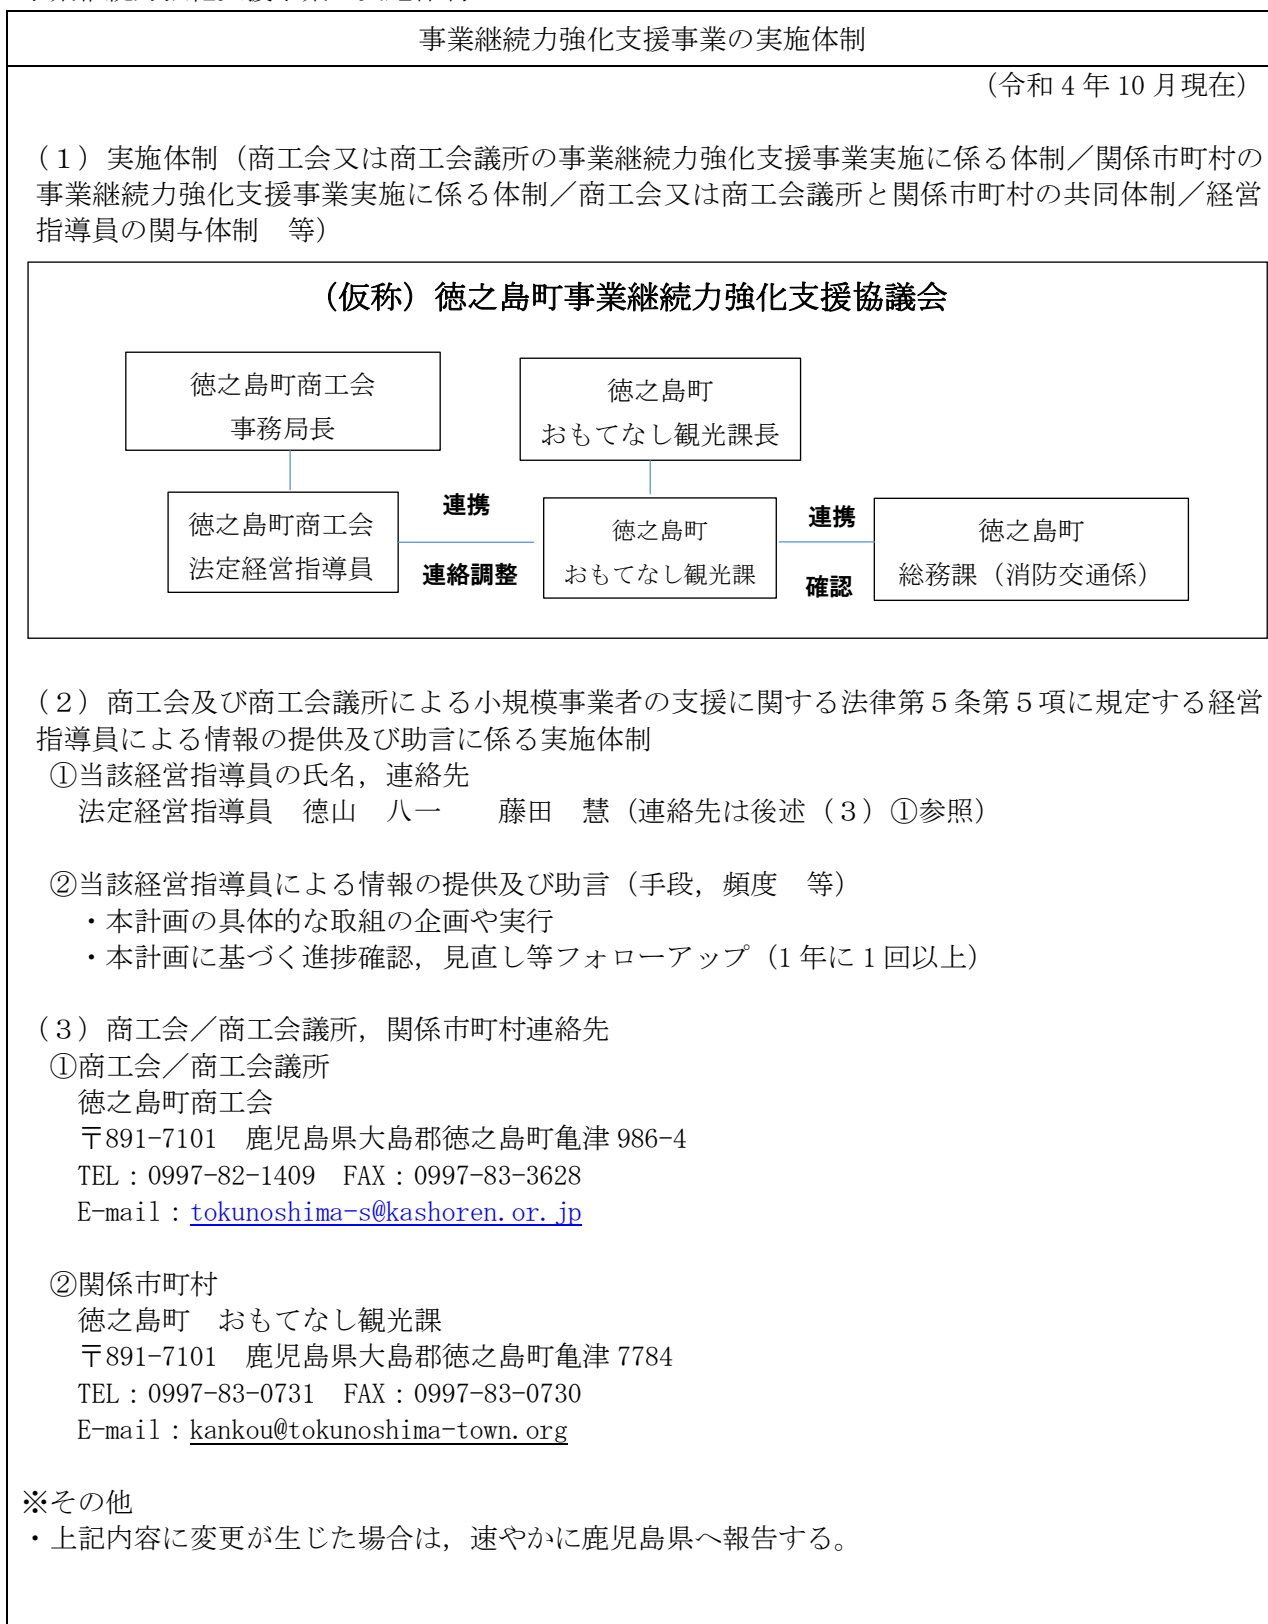 事業継続力強化支援事業の実施体制
（令和4年10月現在）
（１）実施体制（商工会又は商工会議所の事業継続力強化支援事業実施に係る体制／関係市町村の
事業継続力強化支援事業実施に係る体制／商工会又は商工会議所と関係市町村の共同体制／経営
指導員の関与体制　等）
（仮称）徳之島町事業継続力強化支援協議会
徳之島町商工会
事務局長
徳之島町
おもてなし観光課長
徳之島町商工会
法定経営指導員
連携
連絡調整
徳之島町
おもてなし観光課
連携
確認
徳之島町
総務課（消防交通係）
（２）商工会及び商工会議所による小規模事業者の支援に関する法律第５条第５項に規定する経営
指導員による情報の提供及び助言に係る実施体制
①当該経営指導員の氏名，連絡先
法定経営指導員　德山　八一　　藤田　慧（連絡先は後述（３）①参照）
②当該経営指導員による情報の提供及び助言（手段，頻度　等）
・本計画の具体的な取組の企画や実行
・本計画に基づく進捗確認，見直し等フォローアップ（1年に1回以上）
（３）商工会／商工会議所，関係市町村連絡先
①商工会／商工会議所
徳之島町商工会
〒891-7101　鹿児島県大島郡徳之島町亀津986-4
TEL：0997-82-1409　FAX：0997-83-3628
E-mail：tokunoshima-s@kashoren.or.jp
②関係市町村
徳之島町　おもてなし観光課
〒891-7101　鹿児島県大島郡徳之島町亀津7784
TEL：0997-83-0731　FAX：0997-83-0730
E-mail：kankou@tokunoshima-town.org
※その他
・上記内容に変更が生じた場合は，速やかに鹿児島県へ報告する。